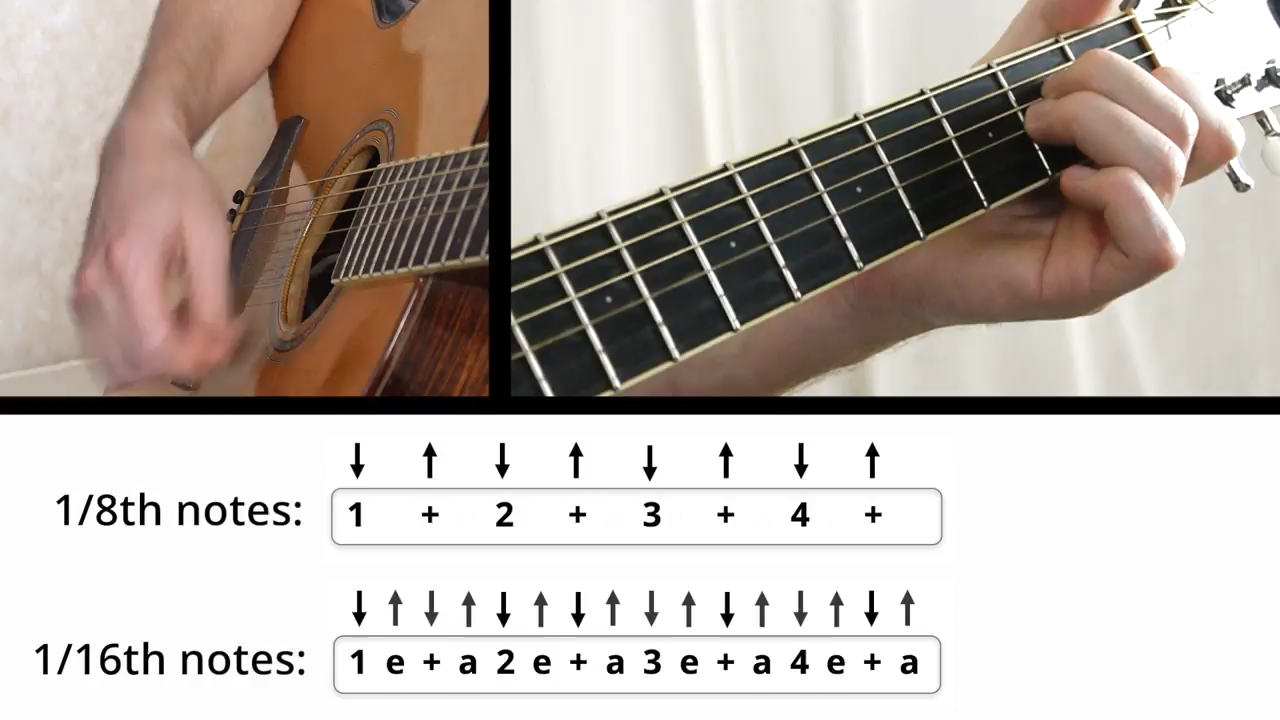 ↓ ↑ ↓ ↑ ↓ ↑ ↓ ↑
1/8th notes: 1 + 2 + 3 + 4 +
↓ ↑ ↓ ↑ ↓ ↑ ↓ ↑ ↓ ↑ ↓ ↑ ↓ ↑ ↓ ↑
1/16th notes: 1 e + a 2 e + a 3 e + a 4 e + a